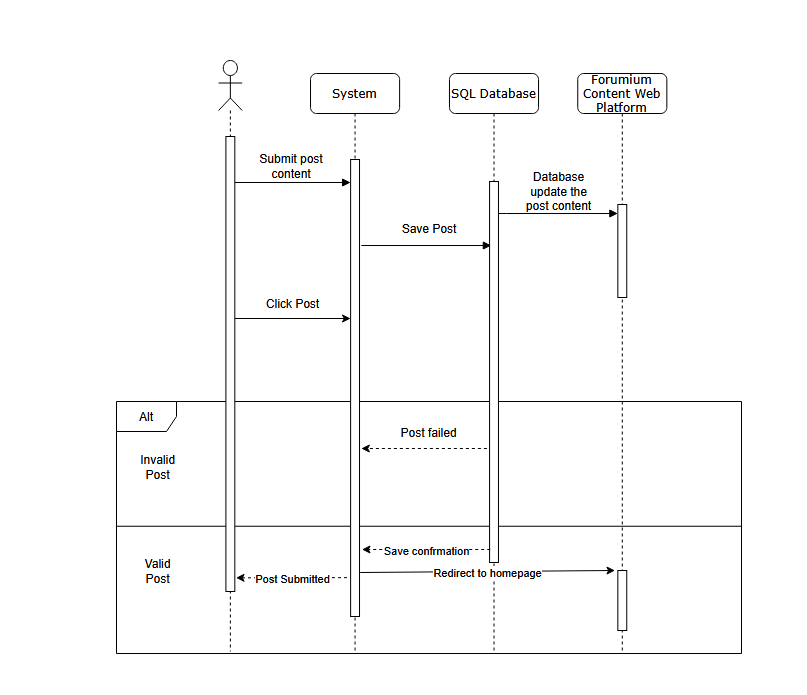 System
SQL Database
Forumium
Content Web
Platform
Submit post
content
Database
update the
post content
Save Post
Click Post
Alt
Post failed
Invalid
Post
Save confrmation
Valid
Post
Redirect to homepage
Post Submitted